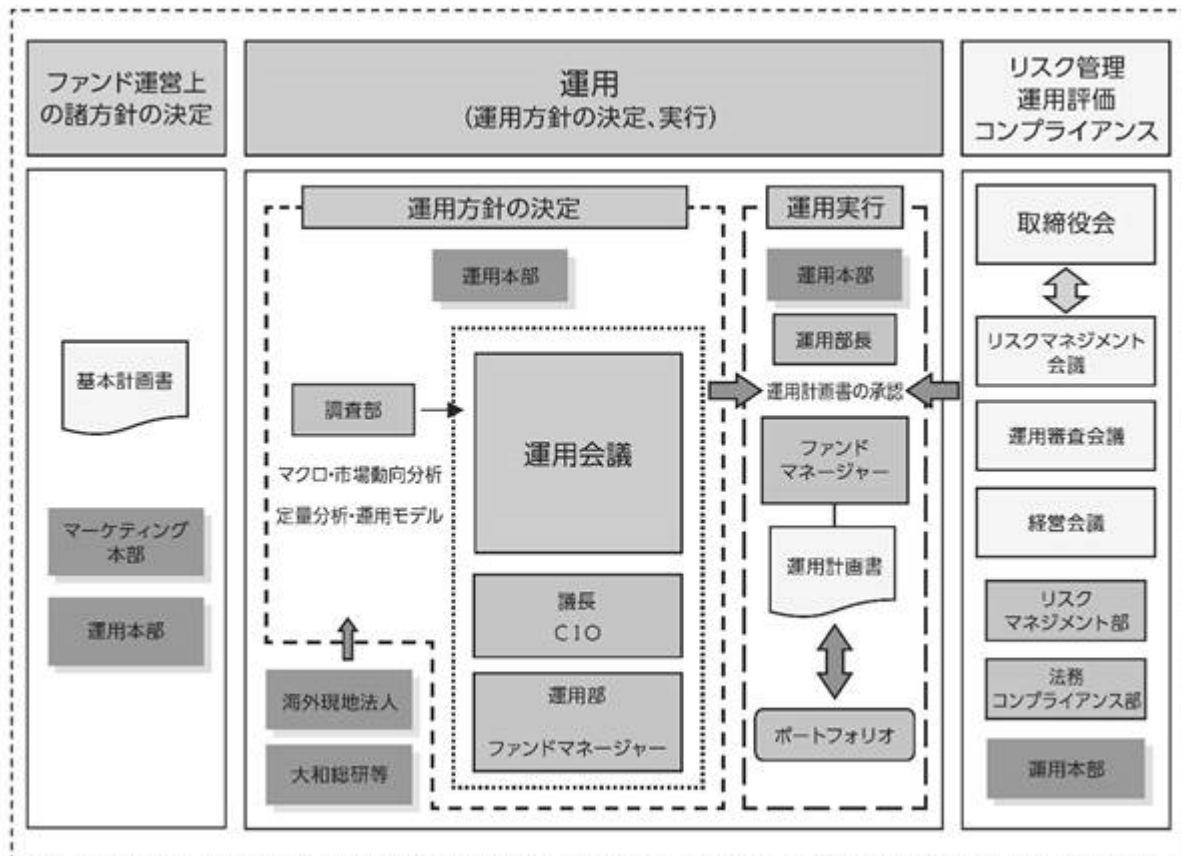 ファンド運営上
の諸方針の決定
運用
(運用方針の決定、実行)
リスク管理
運用評価
コンプライアンス
基本計画書
マーケティング
本部
運用本部
運用方針の決定
運用本部
調査部
マクロ・市場動向分析
定量分析・運用モデル
海外現地法人
大和総研等
運用会議
議長
CIO
運用部
ファンドマネージャー
運用実行
運用本部
運用部長
運用計画書の承認
ファンド
マネージャー
運用計画書
ポートフォリオ
取締役会
リスクマネジメント
会議
運用審査会議
経営会議
リスク
マネジメント部
法務
コンプライアンス部
運用本部